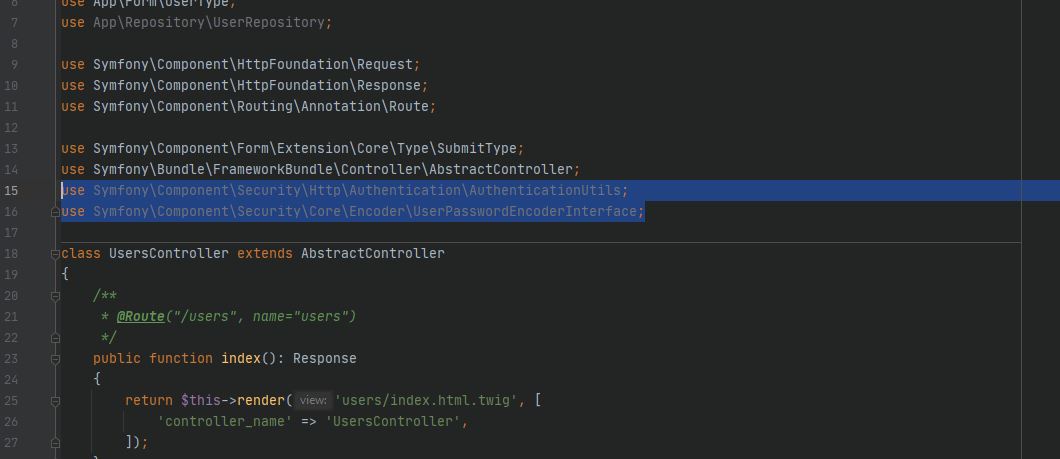 use App\Form\UserType;
7 use App\Repository\UserRepository;
8
9 use Symfony\Component\HttpFoundation\Request;
10 use Symfony\Component\HttpFoundation\Response;
11 use Symfony\Component\Routing\Annotation\Route;
12
13 use Symfony\Component\Form\Extension\Core\Type\SubmitType;
14 use Symfony\Bundle\FrameworkBundle\Controller\AbstractController;
15 use Symfony\Component\Security\Http\Authentication\AuthenticationUtils;
16 use Symfony\Component\Security\Core\Encoder\UserPasswordEncoderInterface;
17
18 class UsersController extends AbstractController
19 {
20 /**
21 * @Route("/users", name="users")
22 */
23 public function index(): Response
24 {
25 return $this->render( view: 'users/index.html.twig', [
26 'controller_name' => 'UsersController',
27 ]);